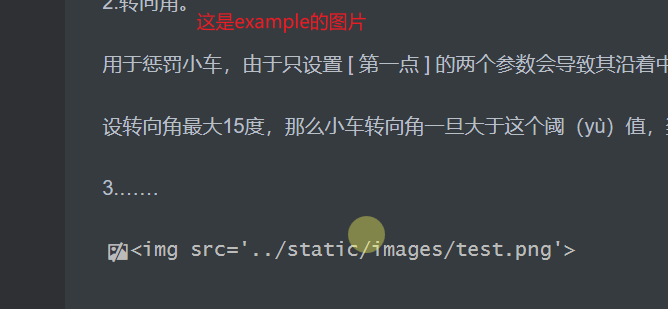 2.转向角。
这是example的图片
用于惩罚小车，由于只设置 [ 第一点 ] 的两个参数会导致其沿着中
设转向角最大15度，那么小车转向角一旦大于这个阈（yù）值，
3.……
<img src='../static/images/test.png'>